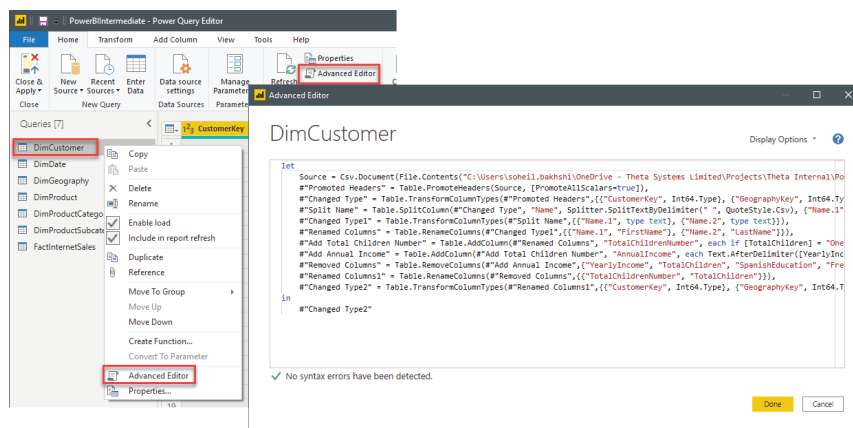 PowerBIIntermediate - Power Query Editor
File Home Transform Add Column View Tools Help
Close & Apply
New Source
Recent Sources
Enter Data
Data source settings
Manage Parameter
Refresh
Properties
Advanced Editor
Close
New Query
Data Sources
Paramete
Queries [7]
1²3 CustomerKey
DimCustomer
DimDate
DimGeography
DimProduct
DimProductCatego
DimProductSubcate
FactInternetSales
Copy
Paste
Delete
Rename
Enable load
Include in report refresh
Duplicate
Reference
Move To Group
Move Up
Move Down
Create Function...
Convert To Parameter
Advanced Editor
Properties...
19
Advanced Editor
DimCustomer
Display Options
let
Source = Csv.Document(File.Contents("C:\Users\soheil.bakhshi\OneDrive - Theta Systems Limited\Projects\Theta Internal\Po
#"Promoted Headers" = Table.PromoteHeaders(Source, [PromoteAllScalars=true]),
#"Changed Type" = Table.TransformColumnTypes(#"Promoted Headers",{{"CustomerKey", Int64.Type}, {"GeographyKey", Int64.Ty
#"Split Name" = Table.SplitColumn(#"Changed Type", "Name", Splitter.SplitTextByDelimiter(" ", QuoteStyle.Csv), {"Name.1"
#"Changed Type1" = Table.TransformColumnTypes(#"Split Name",{{"Name.1", type text}, {"Name.2", type text}}),
#"Renamed Columns" = Table.RenameColumns(#"Changed Type1",{{"Name.1", "FirstName"}, {"Name.2", "LastName"}}),
#"Add Total Children Number" = Table.AddColumn(#"Renamed Columns", "TotalChildrenNumber", each if [TotalChildren] = "One
#"Add Annual Income" = Table.AddColumn(#"Add Total Children Number", "AnnualIncome", each Text.AfterDelimiter([YearlyInc
#"Removed Columns" = Table.RemoveColumns(#"Add Annual Income",{"YearlyIncome", "TotalChildren", "SpanishEducation", "Fre
#"Renamed Columns1" = Table.RenameColumns(#"Removed Columns",{{"TotalChildrenNumber", "TotalChildren"}}),
#"Changed Type2" = Table.TransformColumnTypes(#"Renamed Columns1",{{"CustomerKey", Int64.Type}, {"GeographyKey", Int64.T
in
#"Changed Type2"
No syntax errors have been detected.
Done
Cancel